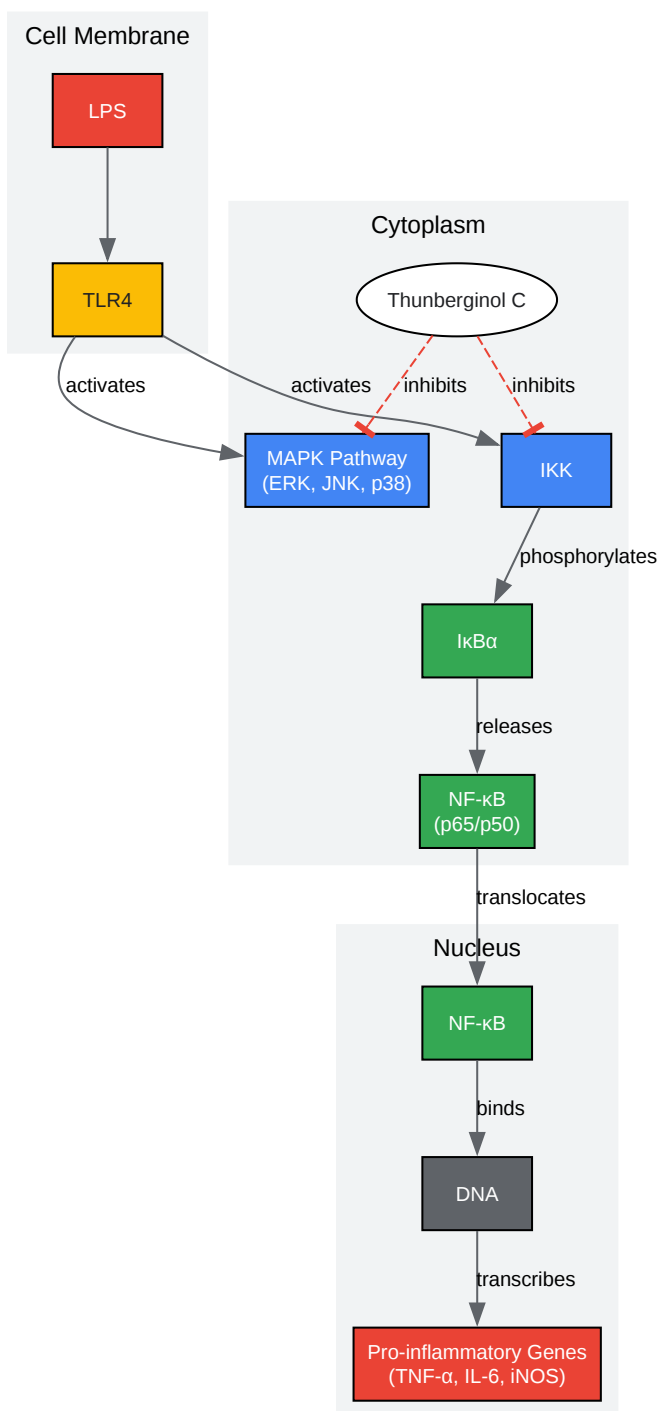 Cell Membrane
LPS
TLR4
Cytoplasm
Thunberginol C
activates
activates
inhibits
inhibits
MAPK Pathway
(ERK, JNK, p38)
IKK
phosphorylates
IκBα
releases
NF-κB
(p65/p50)
translocates
Nucleus
NF-κB
binds
DNA
transcribes
Pro-inflammatory Genes
(TNF-α, IL-6, iNOS)